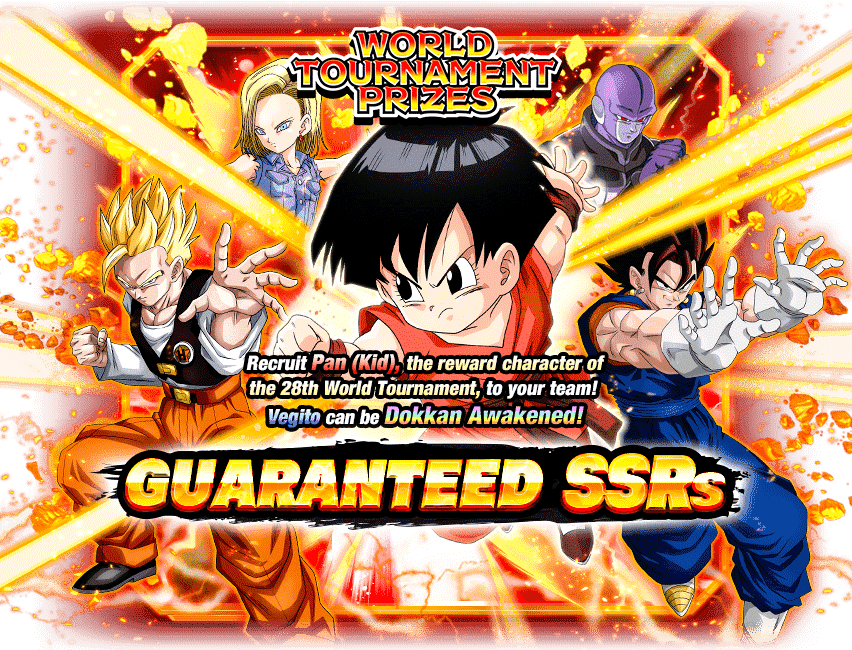 WORLD
TOURNAMENT
PRIZES
Recruit Pan (Kid), the reward character of
the 28th World Tournament, to your team!
Vegito can be Dokkan Awakened!
GUARANTEED SSRs